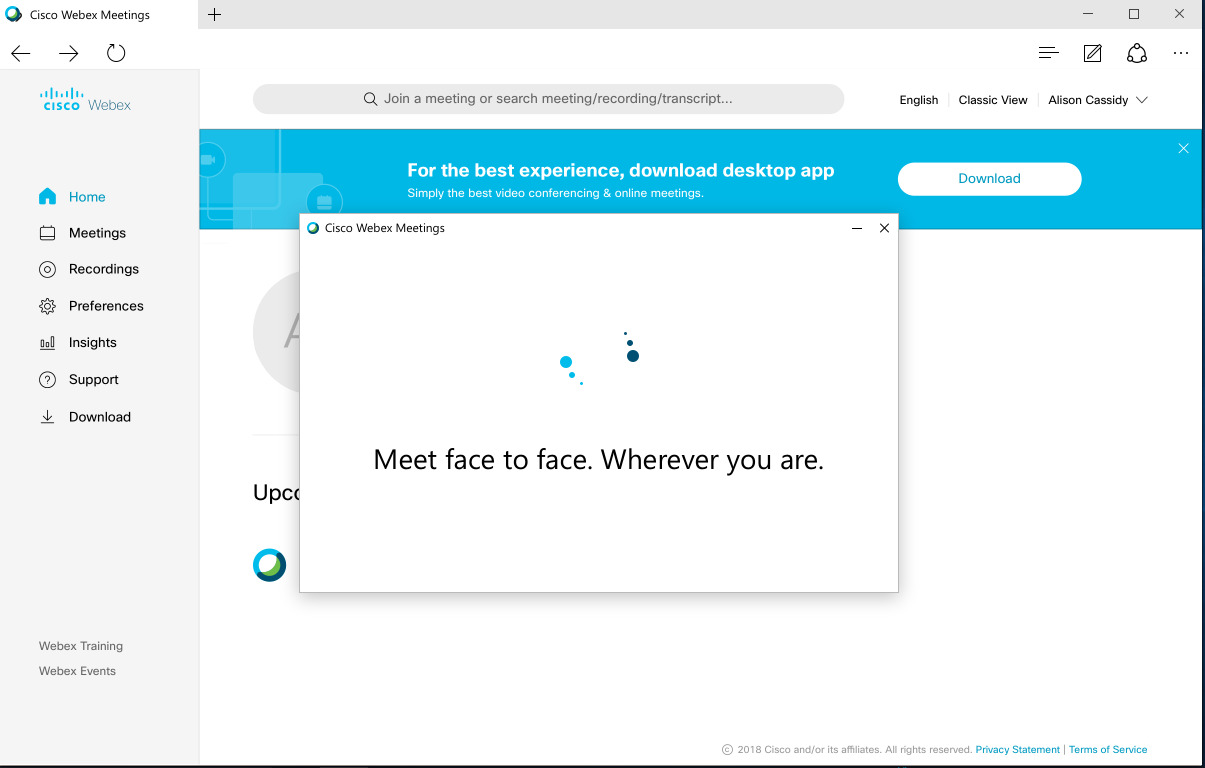 Cisco Webex Meetings
cisco Webex
Join a meeting or search meeting/recording/transcript...
English
Classic View
Alison Cassidy
For the best experience, download desktop app
Simply the best video conferencing & online meetings.
Download
Home
Meetings
Recordings
Preferences
Insights
Support
Download
Webex Training
Webex Events
Cisco Webex Meetings
Meet face to face. Wherever you are.
© 2018 Cisco and/or its affiliates. All rights reserved. Privacy Statement | Terms of Service